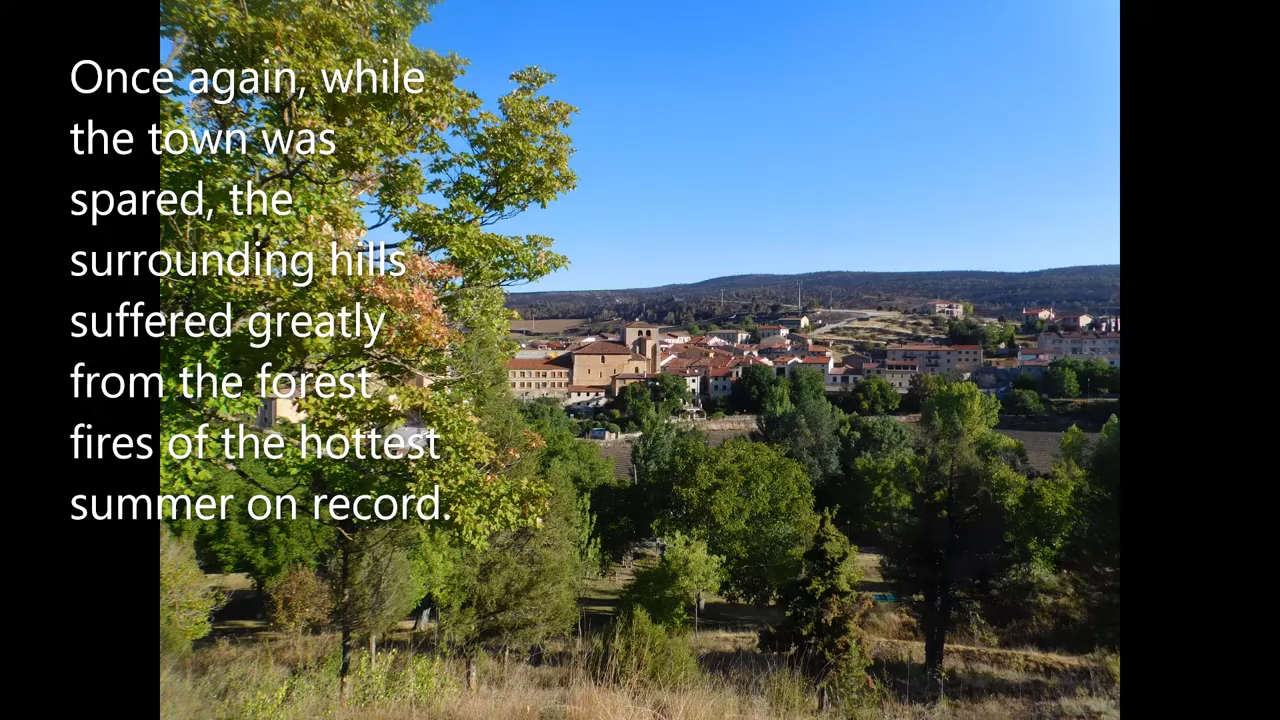 Once again, while
the town was
spared, the
surrounding hills
suffered greatly
from the forest
fires of the hottest
summer on record.